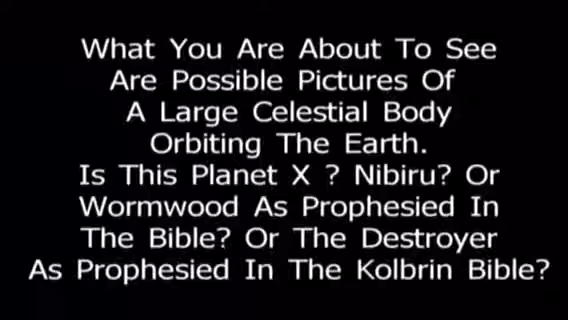 What You Are About To See
Are Possible Pictures Of
A Large Celestial Body
Orbiting The Earth.
Is This Planet X ? Nibiru? Or
Wormwood As Prophesied In
The Bible? Or The Destroyer
As Prophesied In The Kolbrin Bible?